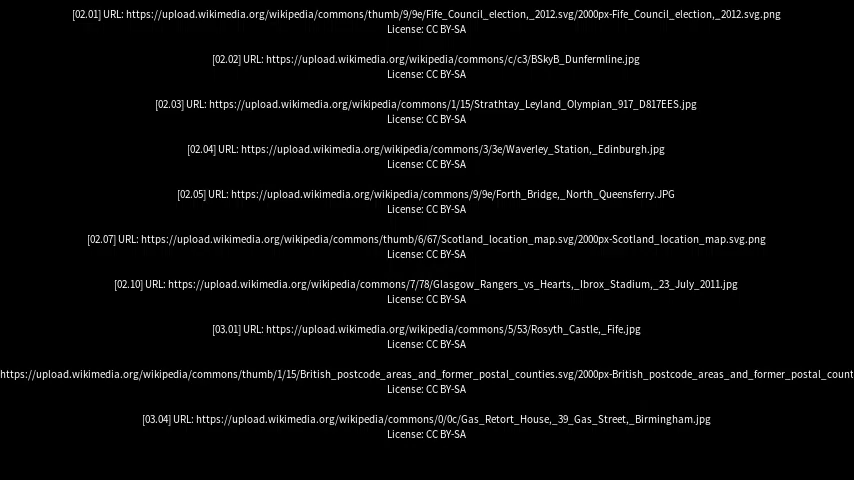 [02.01] URL: https://upload.wikimedia.org/wikipedia/commons/thumb/9/9e/Fife_Council_election,_2012.svg/2000px-Fife_Council_election,_2012.svg.png
License: CC BY-SA
[02.02] URL: https://upload.wikimedia.org/wikipedia/commons/c/c3/BSkyB_Dunfermline.jpg
License: CC BY-SA
[02.03] URL: https://upload.wikimedia.org/wikipedia/commons/1/15/Strathtay_Leyland_Olympian_917_D817EES.jpg
License: CC BY-SA
[02.04] URL: https://upload.wikimedia.org/wikipedia/commons/3/3e/Waverley_Station,_Edinburgh.jpg
License: CC BY-SA
[02.05] URL: https://upload.wikimedia.org/wikipedia/commons/9/9e/Forth_Bridge,_North_Queensferry.JPG
License: CC BY-SA
[02.07] URL: https://upload.wikimedia.org/wikipedia/commons/thumb/6/67/Scotland_location_map.svg/2000px-Scotland_location_map.svg.png
License: CC BY-SA
[02.10] URL: https://upload.wikimedia.org/wikipedia/commons/7/78/Glasgow_Rangers_vs_Hearts,_Ibrox_Stadium,_23_July_2011.jpg
License: CC BY-SA
[03.01] URL: https://upload.wikimedia.org/wikipedia/commons/5/53/Rosyth_Castle,_Fife.jpg
License: CC BY-SA
https://upload.wikimedia.org/wikipedia/commons/thumb/1/15/British_postcode_areas_and_former_postal_counties.svg/2000px-British_postcode_areas_and_former_postal_count
License: CC BY-SA
[03.04] URL: https://upload.wikimedia.org/wikipedia/commons/0/0c/Gas_Retort_House,_39_Gas_Street,_Birmingham.jpg
License: CC BY-SA